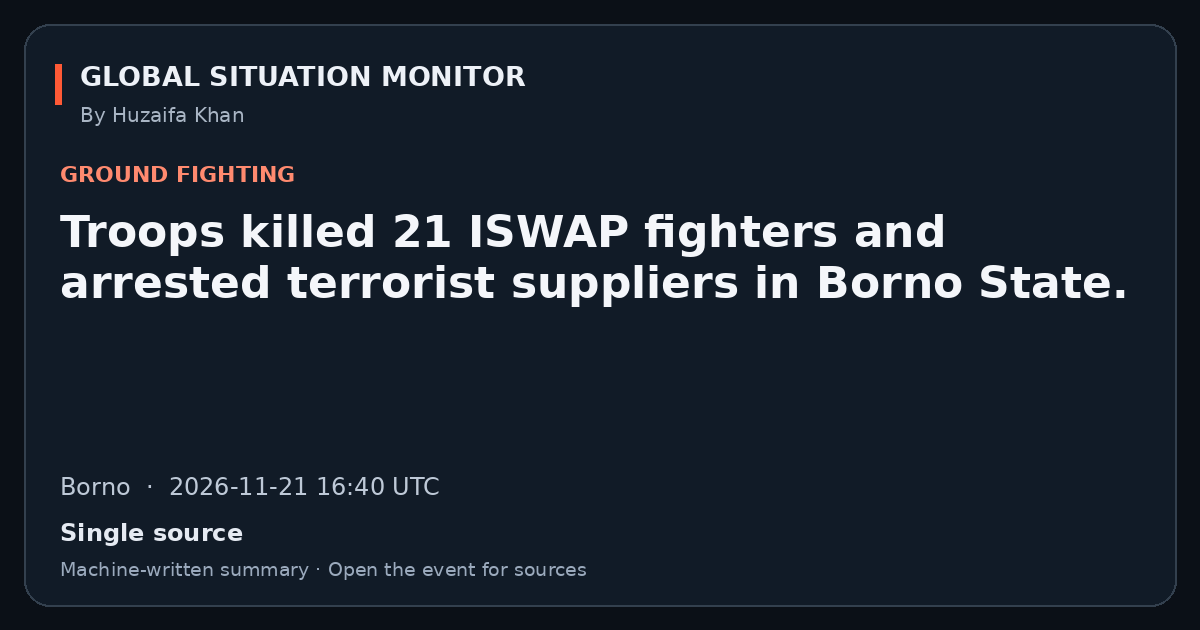 GLOBAL SITUATION MONITOR
By Huzaifa Khan
GROUND FIGHTING
Troops killed 21 ISWAP fighters and
arrested terrorist suppliers in Borno State.
Borno · 2026-11-21 16:40 UTC
Single source
Machine-written summary · Open the event for sources